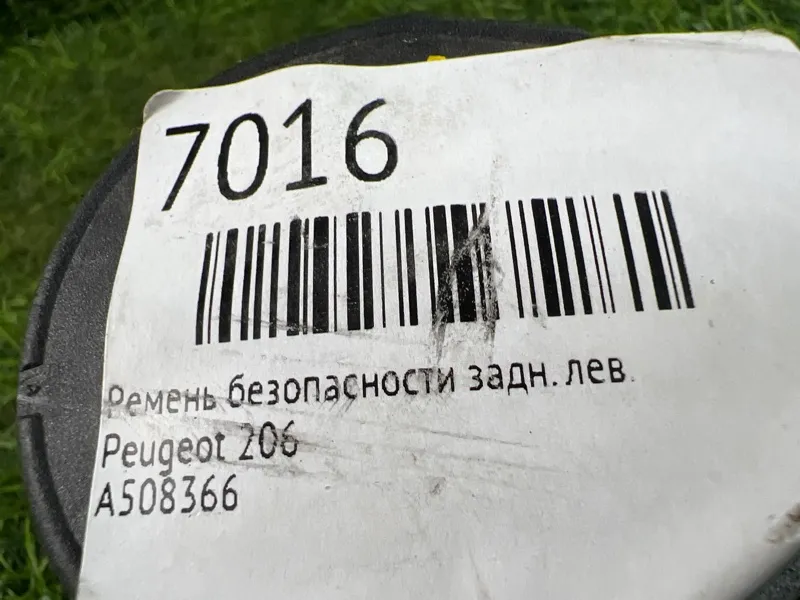 7016
Ремень безопасности задн. лев.
Peugeot 206
A508366